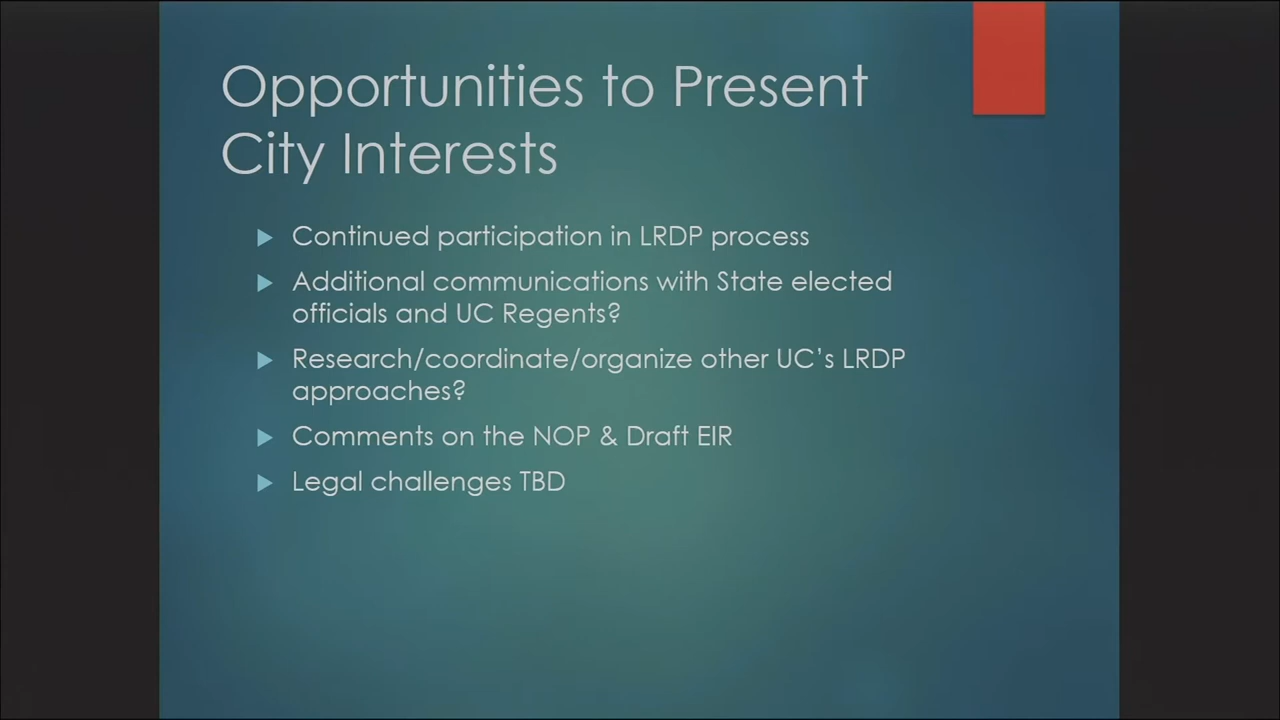 Opportunities to Present
City Interests
Continued participation in LRDP process
Additional communications with State elected
officials and UC Regents?
Research/coordinate/organize other UC’s LRDP
approaches?
Comments on the NOP & Draft EIR
Legal challenges TBD